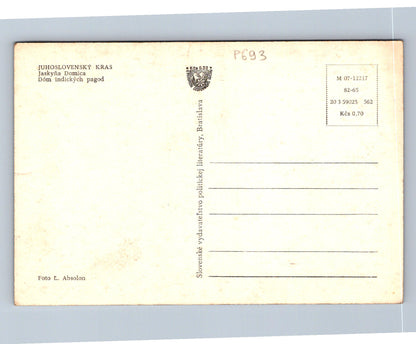 JUHOSLOVENSKÝ KRAS
Jaskyňa Domica
Dóm indických pagod
P693
M 07-12217
82-65
20 3 59025 562
Kčs 0,70
Slovenské vydavateľstvo politickej literatúry, Bratislava
Foto L. Absolon